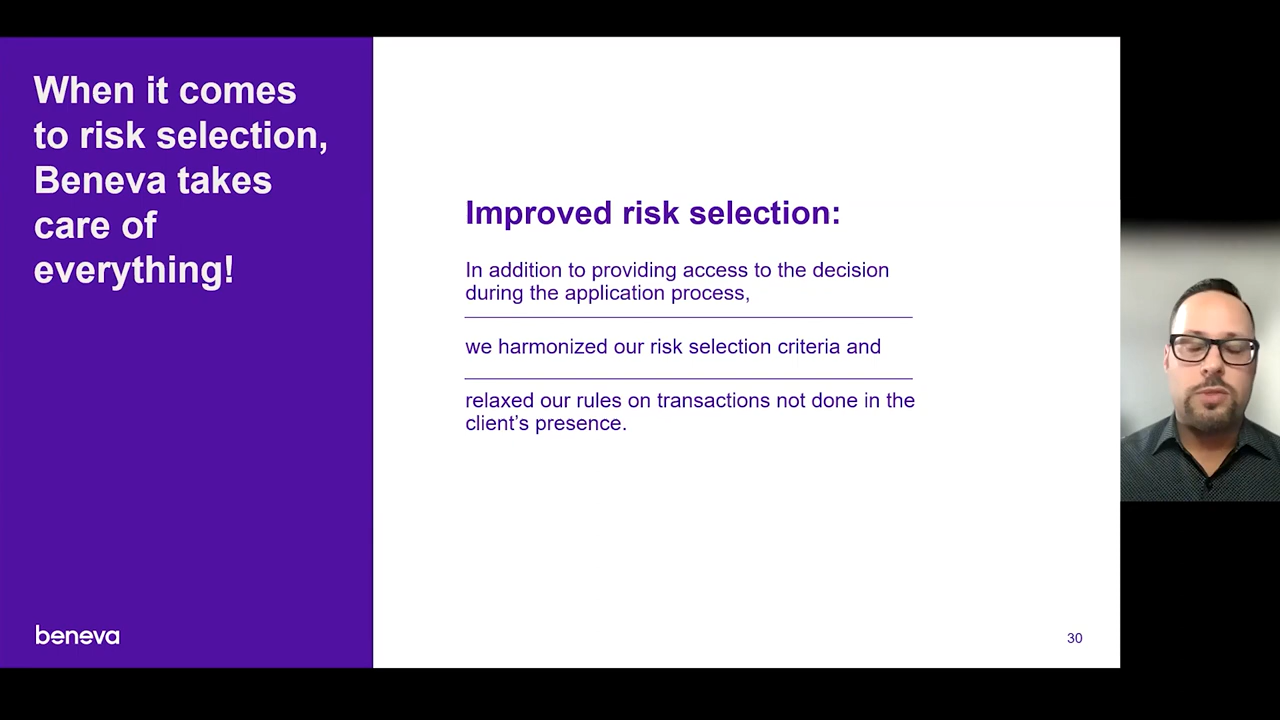 When it comes
to risk selection,
Beneva takes
care of
everything!
Improved risk selection:
In addition to providing access to the decision
during the application process,
we harmonized our risk selection criteria and
relaxed our rules on transactions not done in the
client’s presence.
beneva
30